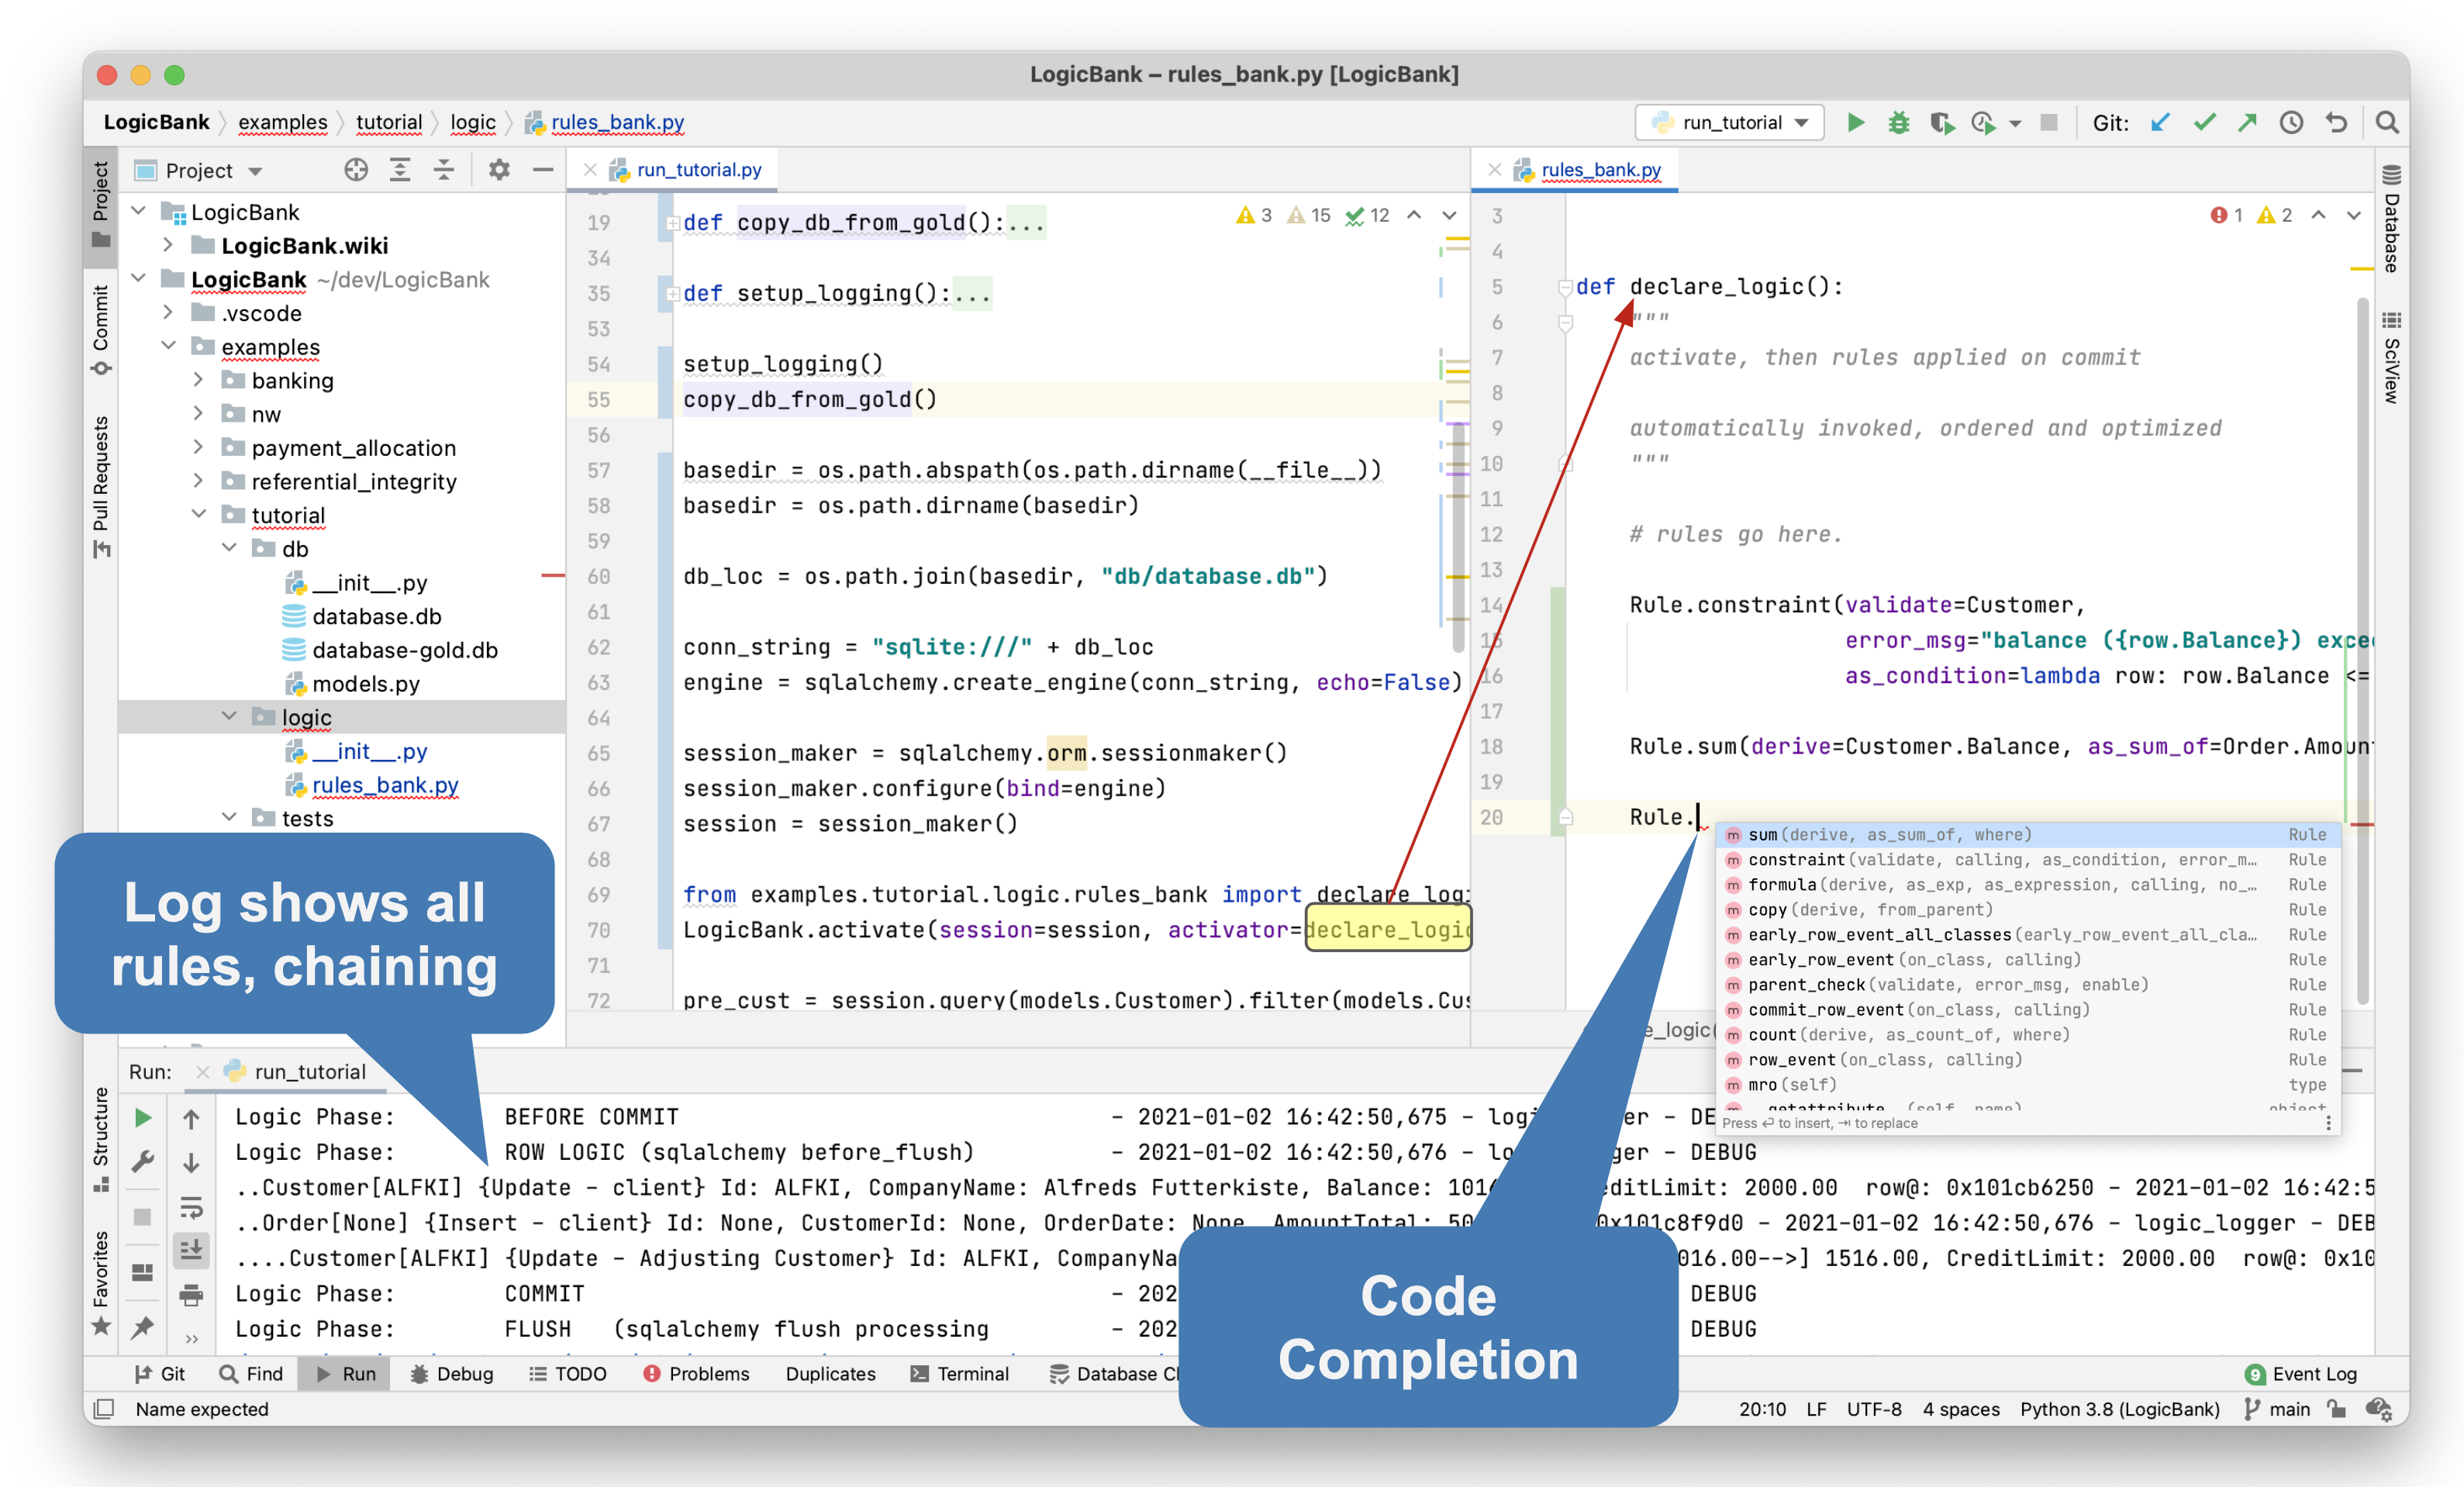 LogicBank – rules_bank.py [LogicBank]
LogicBank examples tutorial logic rules_bank.py
run_tutorial Git:
Project
run_tutorial.py
rules_bank.py
Project
Commit
Pull Requests
Structure
Favorites
Database
SciView
LogicBank
LogicBank.wiki
LogicBank ~/dev/LogicBank
.vscode
examples
banking
nw
payment_allocation
referential_integrity
tutorial
db
__init__.py
database.db
database-gold.db
models.py
logic
__init__.py
rules_bank.py
tests
3 15 12
19 def copy_db_from_gold():...
34
35 def setup_logging():...
53
54 setup_logging()
55 copy_db_from_gold()
56
57 basedir = os.path.abspath(os.path.dirname(__file__))
58 basedir = os.path.dirname(basedir)
59
60 db_loc = os.path.join(basedir, "db/database.db")
61
62 conn_string = "sqlite:///" + db_loc
63 engine = sqlalchemy.create_engine(conn_string, echo=False)
64
65 session_maker = sqlalchemy.orm.sessionmaker()
66 session_maker.configure(bind=engine)
67 session = session_maker()
68
69 from examples.tutorial.logic.rules_bank import declare_logi
70 LogicBank.activate(session=session, activator=declare_logic
71
72 pre_cust = session.query(models.Customer).filter(models.Cus
1 2
3
4
5 def declare_logic():
6 """
7 activate, then rules applied on commit
8
9 automatically invoked, ordered and optimized
10 """
11
12 # rules go here.
13
14 Rule.constraint(validate=Customer,
15 error_msg="balance ({row.Balance}) excee
16 as_condition=lambda row: row.Balance <=
17
18 Rule.sum(derive=Customer.Balance, as_sum_of=Order.Amoun
19
20 Rule.
sum(derive, as_sum_of, where) Rule
constraint(validate, calling, as_condition, error_m… Rule
formula(derive, as_exp, as_expression, calling, no_… Rule
copy(derive, from_parent) Rule
early_row_event_all_classes(early_row_event_all_cla… Rule
early_row_event(on_class, calling) Rule
parent_check(validate, error_msg, enable) Rule
commit_row_event(on_class, calling) Rule
count(derive, as_count_of, where) Rule
row_event(on_class, calling) Rule
mro(self) type
__getattribute__(self, name) object
Press ↵ to insert, ⇥ to replace
e_logic(
Log shows all
rules, chaining
Run: run_tutorial
Logic Phase: BEFORE COMMIT - 2021-01-02 16:42:50,675 - logi er - DE
Logic Phase: ROW LOGIC (sqlalchemy before_flush) - 2021-01-02 16:42:50,676 - lo ger - DEBUG
..Customer[ALFKI] {Update - client} Id: ALFKI, CompanyName: Alfreds Futterkiste, Balance: 1016 editLimit: 2000.00 row@: 0x101cb6250 - 2021-01-02 16:42:5
..Order[None] {Insert - client} Id: None, CustomerId: None, OrderDate: None, AmountTotal: 50 0x101c8f9d0 - 2021-01-02 16:42:50,676 - logic_logger - DEB
....Customer[ALFKI] {Update - Adjusting Customer} Id: ALFKI, CompanyNa 016.00-->] 1516.00, CreditLimit: 2000.00 row@: 0x10
Logic Phase: COMMIT - 202 DEBUG
Logic Phase: FLUSH (sqlalchemy flush processing - 202 DEBUG
Code
Completion
Git Find Run Debug TODO Problems Duplicates Terminal Database C 9 Event Log
Name expected 20:10 LF UTF-8 4 spaces Python 3.8 (LogicBank) main